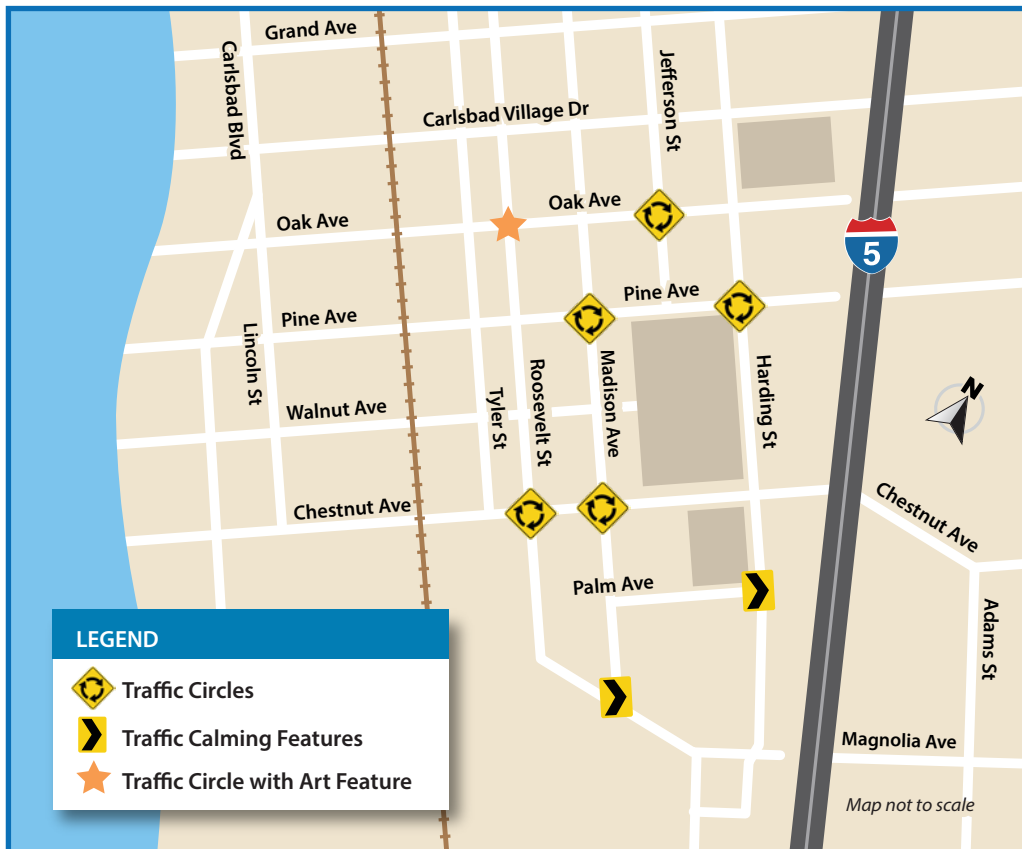 Grand Ave
Carlsbad Blvd
Jefferson St
Carlsbad Village Dr
Oak Ave
Oak Ave
5
Pine Ave
Pine Ave
Lincoln St
Walnut Ave
Tyler St
Roosevelt St
Madison Ave
Harding St
N
Chestnut Ave
Chestnut Ave
Palm Ave
Adams St
Magnolia Ave
Map not to scale
LEGEND
Traffic Circles
Traffic Calming Features
Traffic Circle with Art Feature